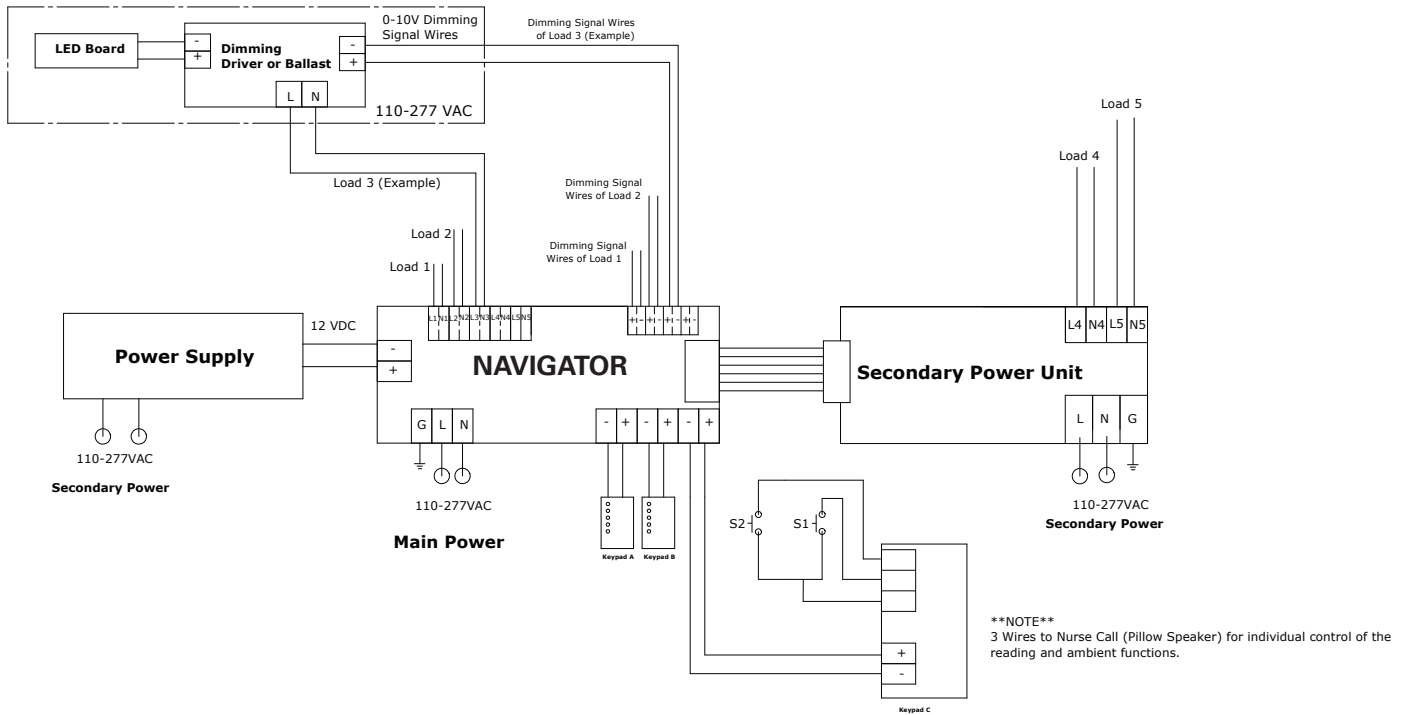 0-10V Dimming
Signal Wires
LED Board
-
+
Dimming
Driver or Ballast
-
+
L N
110-277 VAC
Dimming Signal Wires
of Load 3 (Example)
Load 3 (Example)
Load 2
Load 1
Dimming Signal
Wires of Load 2
Dimming Signal
Wires of Load 1
Load 5
Load 4
Power Supply
12 VDC
110-277VAC
Secondary Power
L1 N1 L2 N2 L3 N3 L4 N4 L5 N5
+ - + - + - + -
-
+
NAVIGATOR
G L N
110-277VAC
Main Power
- + - + - +
Keypad A
Keypad B
L4 N4 L5 N5
Secondary Power Unit
L N G
110-277VAC
Secondary Power
S2
S1
+
-
Keypad C
**NOTE**
3 Wires to Nurse Call (Pillow Speaker) for individual control of the
reading and ambient functions.